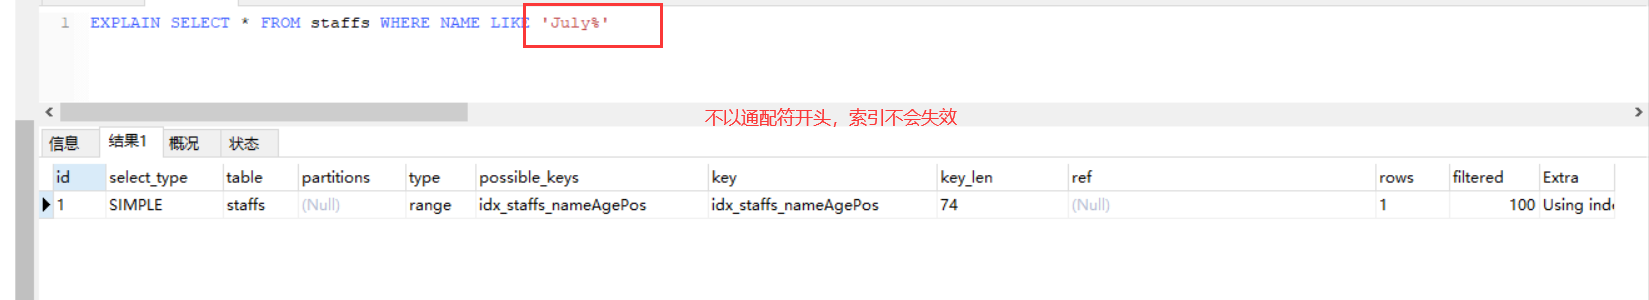 1 EXPLAIN SELECT * FROM staffs WHERE NAME LIKE 'July%'
不以通配符开头，索引不会失效
信息 结果1 概况 状态
id select_type table partitions type possible_keys key key_len ref rows filtered Extra
1 SIMPLE staffs (Null) range idx_staffs_nameAgePos idx_staffs_nameAgePos 74 (Null) 1 100 Using inde